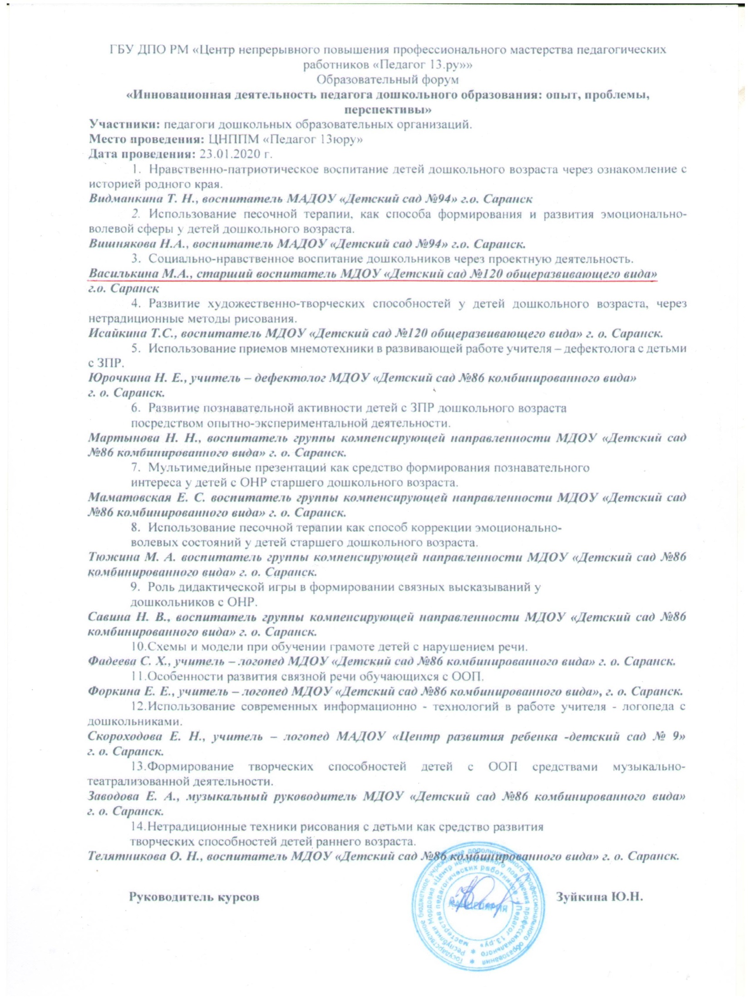 ГБУ ДПО РМ «Центр непрерывного повышения профессионального мастерства педагогических
работников «Педагог 13.ру»»
Образовательный форум
«Инновационная деятельность педагога дошкольного образования: опыт, проблемы,
перспективы»
Участники: педагоги дошкольных образовательных организаций.
Место проведения: ЦНППМ «Педагог 13юру»
Дата проведения: 23.01.2020 г.
1. Нравственно-патриотическое воспитание детей дошкольного возраста через ознакомление с
историей родного края.
Видманкина Т. Н., воспитатель МАДОУ «Детский сад №94» г.о. Саранск
2. Использование песочной терапии, как способа формирования и развития эмоционально-
волевой сферы у детей дошкольного возраста.
Вишнякова Н.А., воспитатель МАДОУ «Детский сад №94» г.о. Саранск.
3. Социально-нравственное воспитание дошкольников через проектную деятельность.
Василькина М.А., старший воспитатель МДОУ «Детский сад №120 общеразвивающего вида»
г.о. Саранск
4. Развитие художественно-творческих способностей у детей дошкольного возраста, через
нетрадиционные методы рисования.
Исайкина Т.С., воспитатель МДОУ «Детский сад №120 общеразвивающего вида» г. о. Саранск.
5. Использование приемов мнемотехники в развивающей работе учителя – дефектолога с детьми
с ЗПР.
Юрочкина Н. Е., учитель – дефектолог МДОУ «Детский сад №86 комбинированного вида»
г. о. Саранск.
6. Развитие познавательной активности детей с ЗПР дошкольного возраста
посредством опытно-экспериментальной деятельности.
Мартынова Н. Н., воспитатель группы компенсирующей направленности МДОУ «Детский сад
№86 комбинированного вида» г. о. Саранск.
7. Мультимедийные презентаций как средство формирования познавательного
интереса у детей с ОНР старшего дошкольного возраста.
Маматовская Е. С. воспитатель группы компенсирующей направленности МДОУ «Детский сад
№86 комбинированного вида» г. о. Саранск.
8. Использование песочной терапии как способ коррекции эмоционально-
волевых состояний у детей старшего дошкольного возраста.
Тюжина М. А. воспитатель группы компенсирующей направленности МДОУ «Детский сад №86
комбинированного вида» г. о. Саранск.
9. Роль дидактической игры в формировании связных высказываний у
дошкольников с ОНР.
Савина Н. В., воспитатель группы компенсирующей направленности МДОУ «Детский сад №86
комбинированного вида» г. о. Саранск.
10.Схемы и модели при обучении грамоте детей с нарушением речи.
Фадеева С. Х., учитель – логопед МДОУ «Детский сад №86 комбинированного вида» г. о. Саранск.
11.Особенности развития связной речи обучающихся с ООП.
Форкина Е. Е., учитель – логопед МДОУ «Детский сад №86 комбинированного вида», г. о. Саранск.
12.Использование современных информационно - технологий в работе учителя - логопеда с
дошкольниками.
Скороходова Е. Н., учитель – логопед МАДОУ «Центр развития ребенка -детский сад № 9»
г. о. Саранск.
13.Формирование творческих способностей детей с ООП средствами музыкально-
театрализованной деятельности.
Заводова Е. А., музыкальный руководитель МДОУ «Детский сад №86 комбинированного вида»
г. о. Саранск.
14.Нетрадиционные техники рисования с детьми как средство развития
творческих способностей детей раннего возраста.
Телятникова О. Н., воспитатель МДОУ «Детский сад №86 комбинированного вида» г. о. Саранск.
Руководитель курсов Зуйкина Ю.Н.
Государственное бюджетное учреждение дополнительного профессионального образования
Республики Мордовия «Центр непрерывного повышения профессионального
мастерства педагогических работников - «Педагог 13.ру»
КАНЦЕЛЯРИЯ